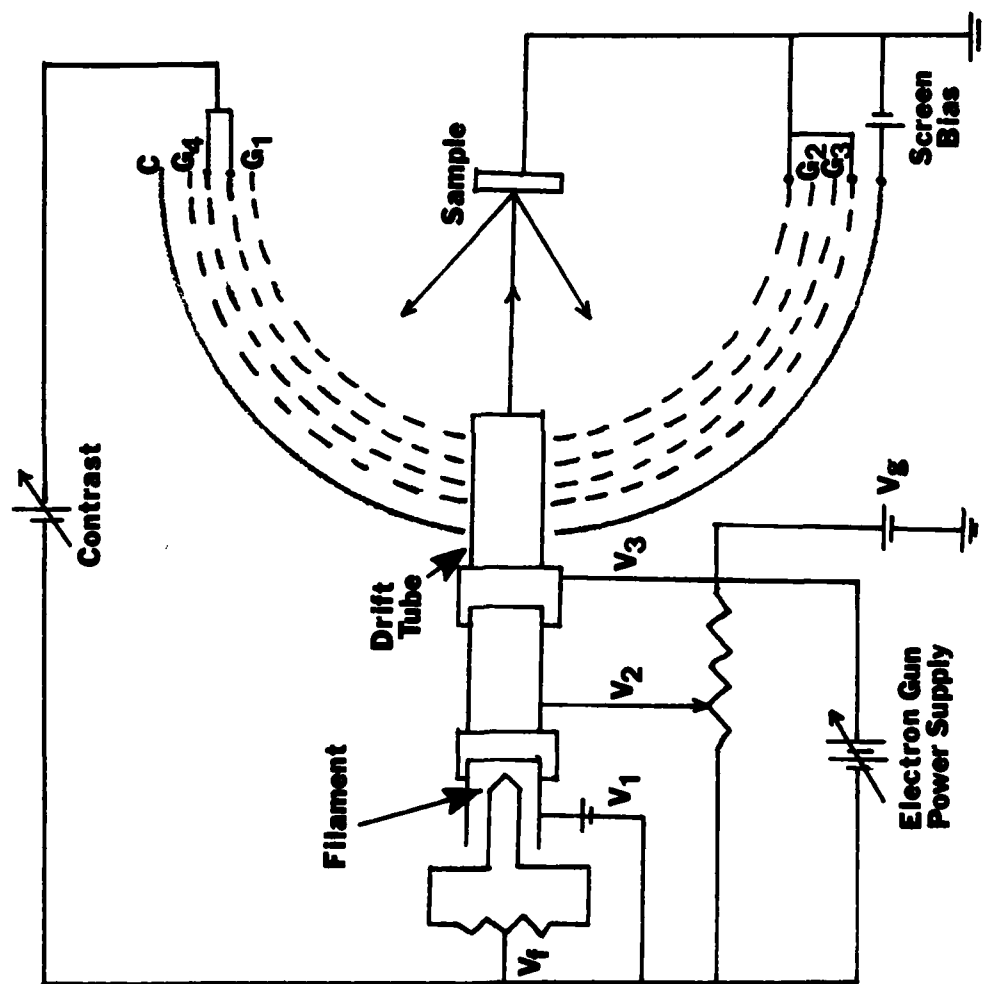 C
G4
G1
Sample
G2
G3
Screen
Bias
Contrast
Drift
Tube
V3
Vg
V2
Filament
V1
Electron Gun
Power Supply
Vf